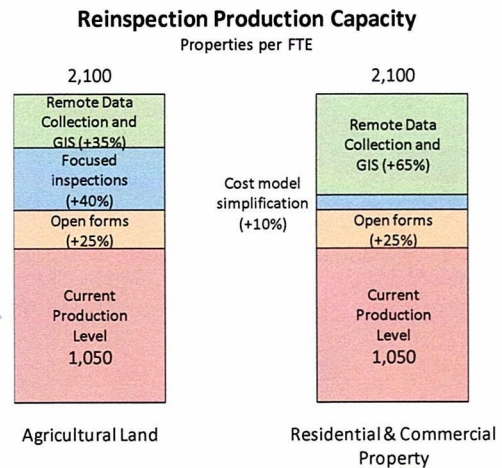 Reinspection Production Capacity
Properties per FTE
2,100
Remote Data
Collection and
GIS (+35%)
Focused
inspections
(+40%)
Open forms
(+25%)
Current
Production
Level
1,050
Agricultural Land
2,100
Remote Data
Collection and
GIS (+65%)
Cost model
simplification
(+10%)
Open forms
(+25%)
Current
Production
Level
1,050
Residential & Commercial
Property